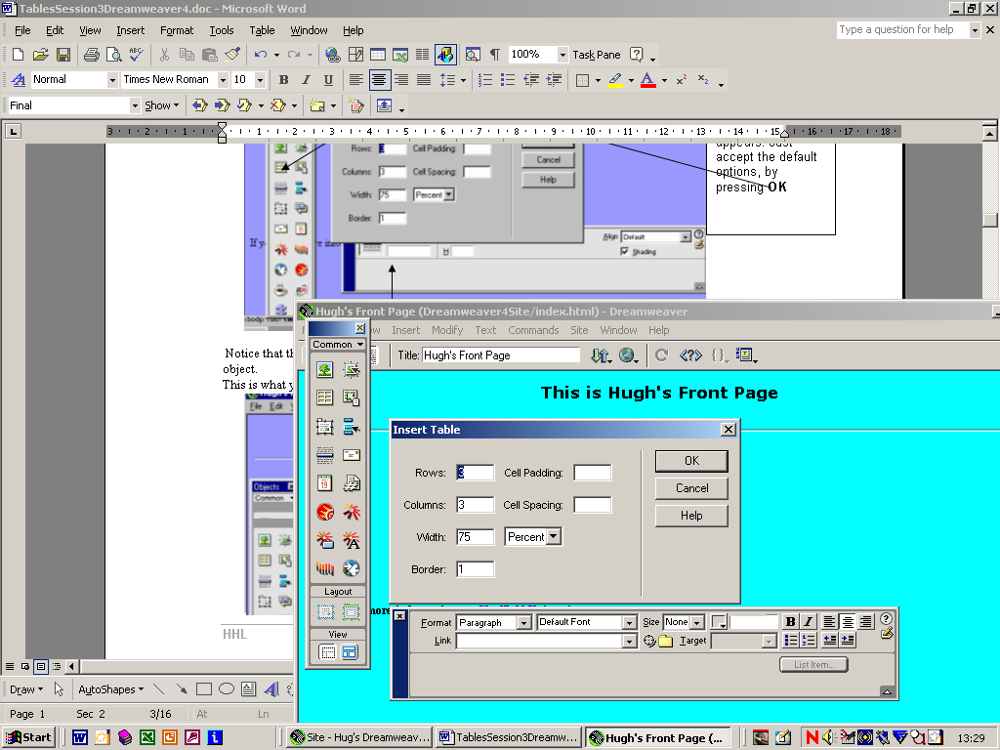 TablesSession3Dreamweaver4.doc - Microsoft Word
File Edit View Insert Format Tools Table Window Help
Type a question for help
100% Task Pane
Normal Times New Roman 10 B I U
Final Show
3 2 1 1 2 3 4 5 6 7 8 9 10 11 12 13 14 15 16 17 18
Rows: 3 Cell Padding:
Columns: 3 Cell Spacing:
Width: 75 Percent
Border: 1
Cancel
Help
accept the default
options, by
pressing OK
Align Default
H Shading
Notice that th
object.
This is what y
File Edit
Objects
Common
HHL
Hugh's Front Page (Dreamweaver4Site/index.html) - Dreamweaver
Insert Modify Text Commands Site Window Help
Common
Title: Hugh's Front Page
This is Hugh's Front Page
Insert Table
Rows: 3 Cell Padding:
Columns: 3 Cell Spacing:
Width: 75 Percent
Border: 1
OK
Cancel
Help
19
Layout
View
more
Format Paragraph Default Font Size None B I
Link Target
List Item...
Draw AutoShapes
Page 1 Sec 2 3/16 At Ln
Start Site - Hug's Dreamweav... TablesSession3Dreamw... Hugh's Front Page (... 13:29